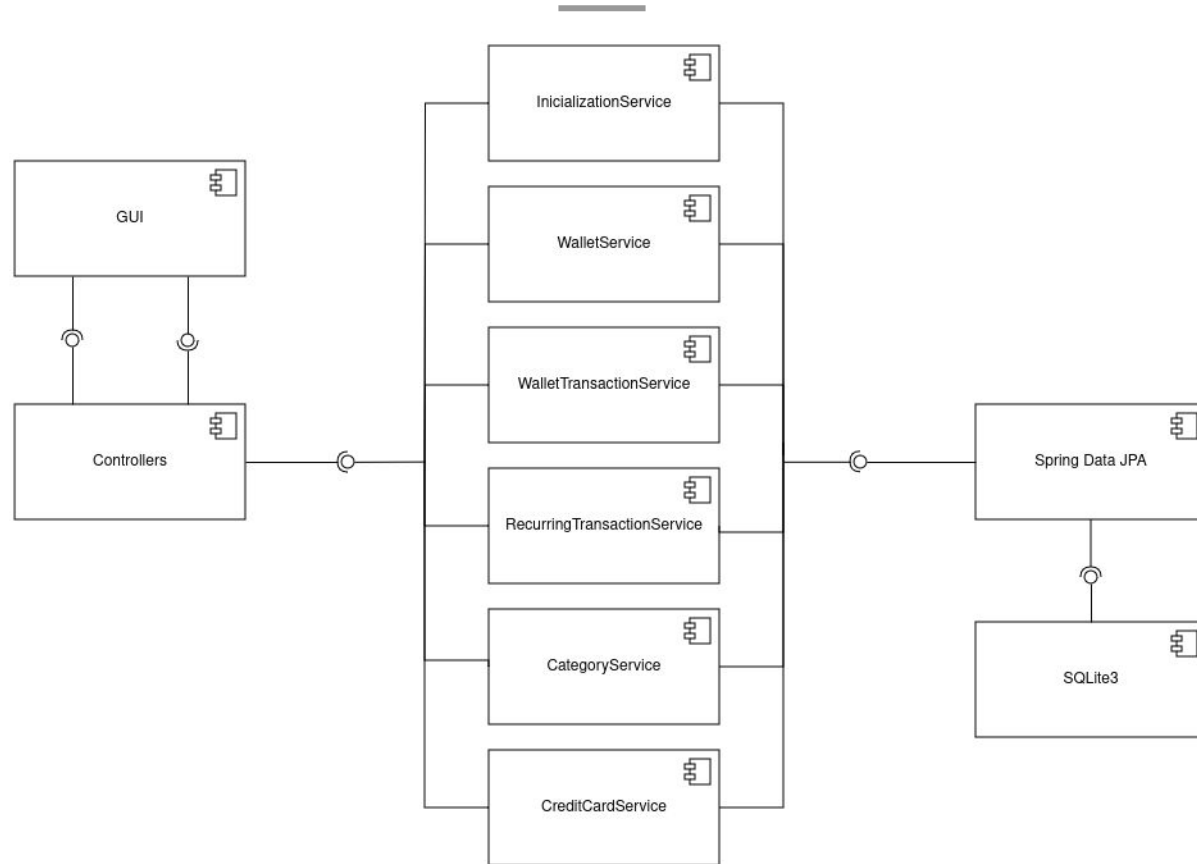 InicializationService
GUI
WalletService
WalletTransactionService
Controllers
Spring Data JPA
RecurringTransactionService
CategoryService
SQLite3
CreditCardService